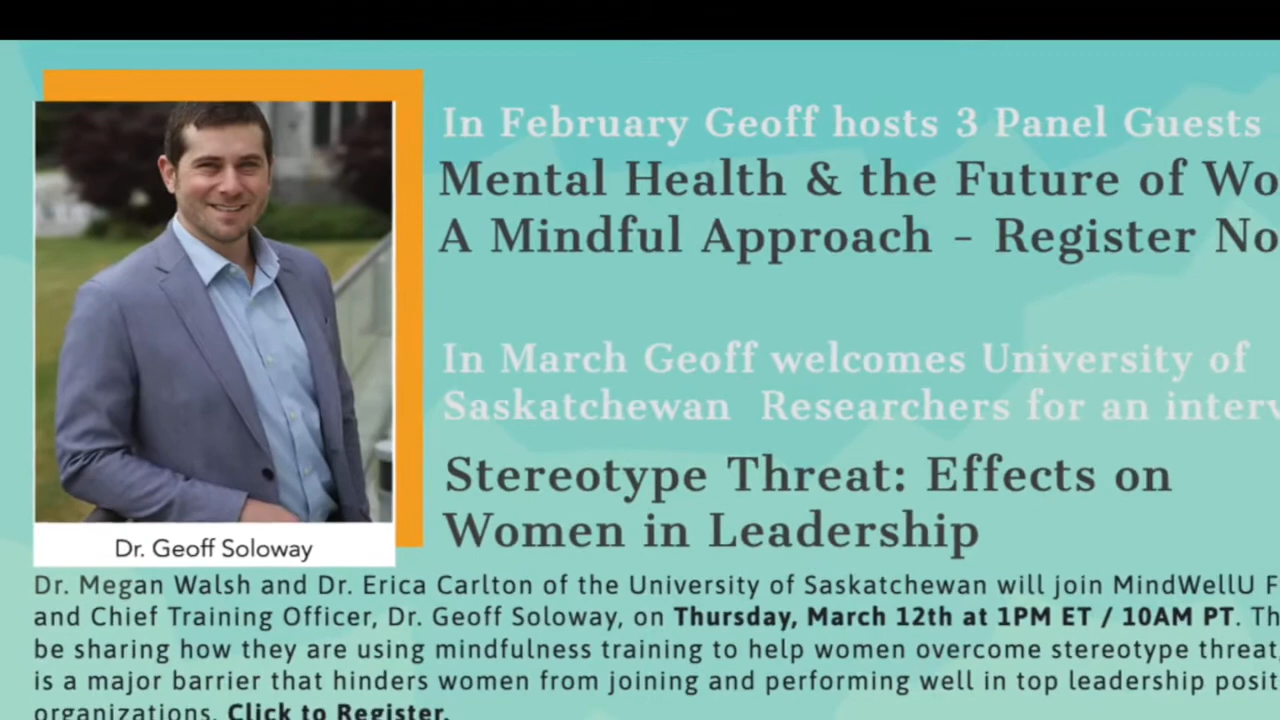 In February Geoff hosts 3 Panel Guests
Mental Health & the Future of Wo
A Mindful Approach - Register No
In March Geoff welcomes University of
Saskatchewan Researchers for an interv
Stereotype Threat: Effects on
Women in Leadership
Dr. Geoff Soloway
Dr. Megan Walsh and Dr. Erica Carlton of the University of Saskatchewan will join MindWellU F
and Chief Training Officer, Dr. Geoff Soloway, on Thursday, March 12th at 1PM ET / 10AM PT. Th
be sharing how they are using mindfulness training to help women overcome stereotype threat,
is a major barrier that hinders women from joining and performing well in top leadership posit
organizations. Click to Register.